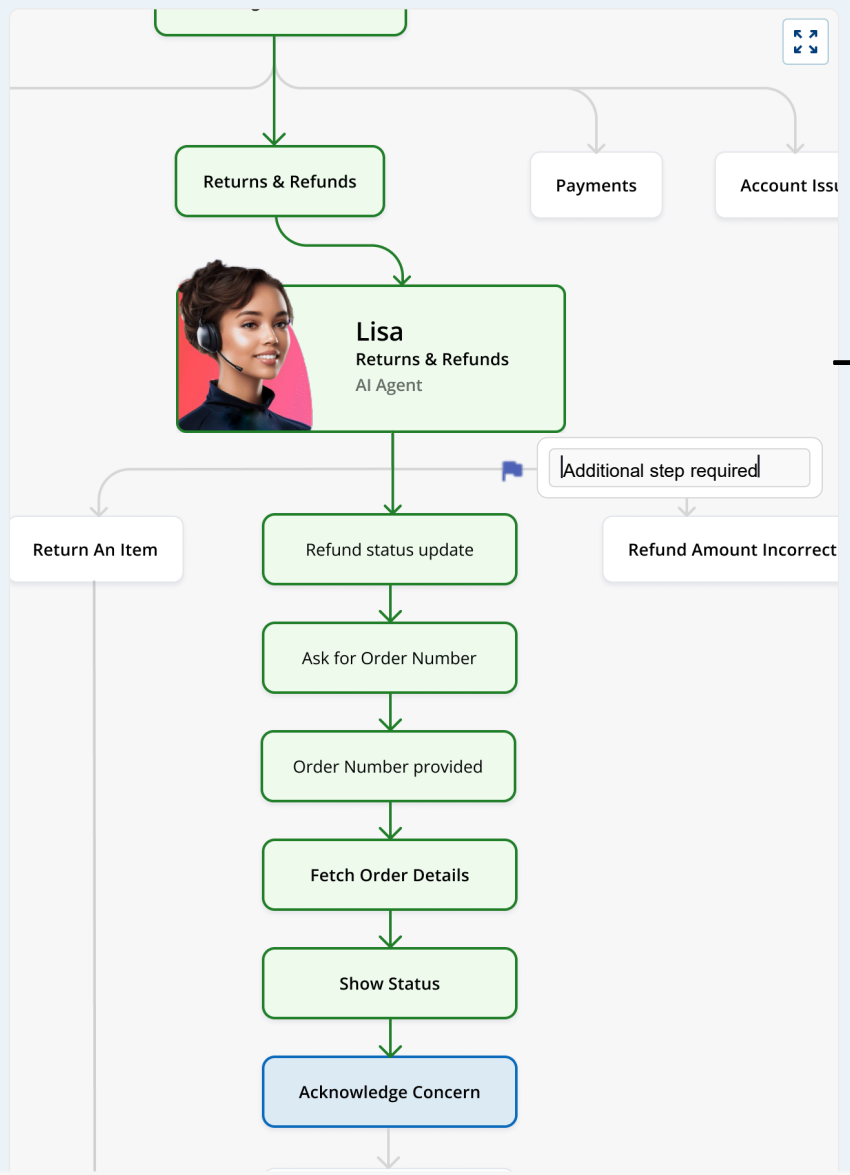 Returns & Refunds
Payments
Account Issu
Lisa
Returns & Refunds
AI Agent
Additional step required
Return An Item
Refund status update
Refund Amount Incorrect
Ask for Order Number
Order Number provided
Fetch Order Details
Show Status
Acknowledge Concern